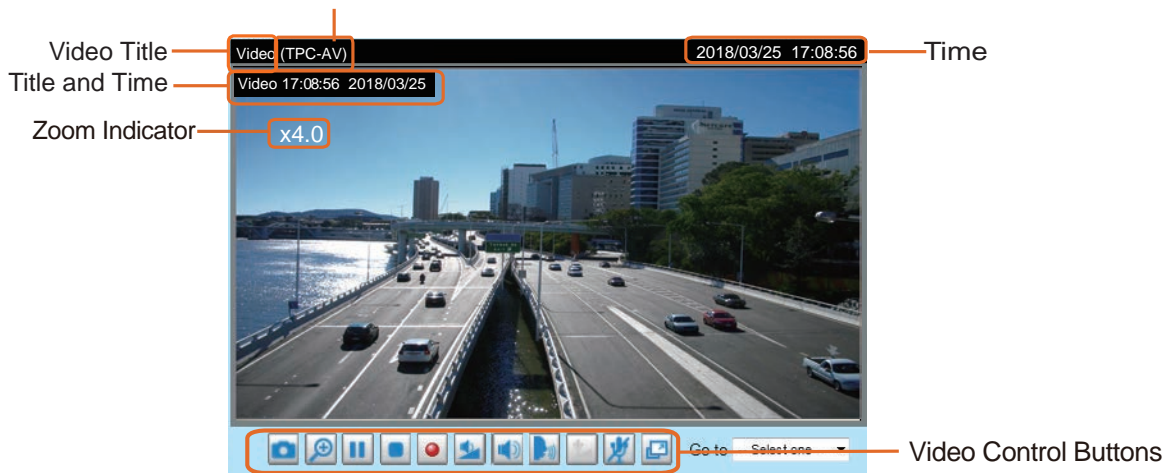 Video Title
Video (TPC-AV)
2018/03/25 17:08:56
Time
Title and Time
Video 17:08:56 2018/03/25
Zoom Indicator
x4.0
Go to
Select one
Video Control Buttons